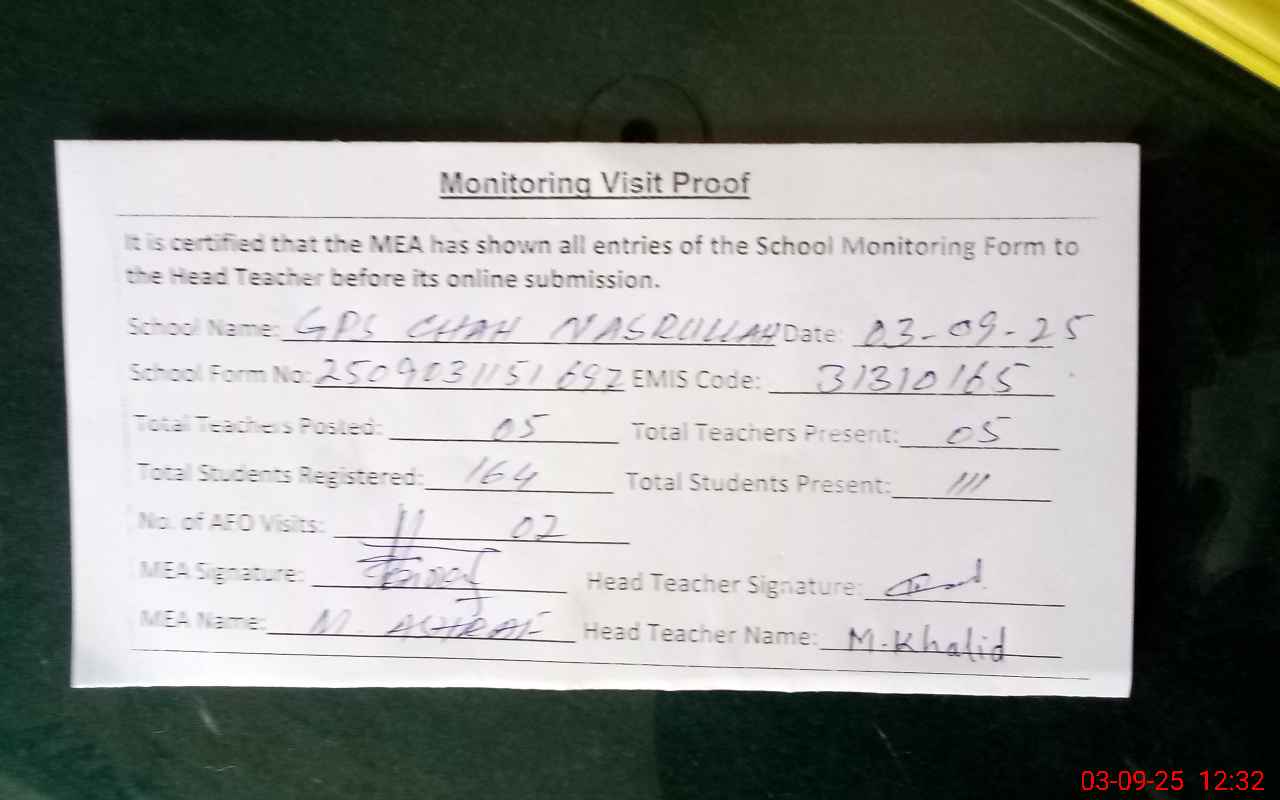 Monitoring Visit Proof
It is certified that the MEA has shown all entries of the School Monitoring Form to
the Head Teacher before its online submission.
School Name: GPS CHAH NASRULLAH Date: 03-09-25
School Form No: 2509031151692 EMIS Code: 31310165
Total Teachers Posted: 05 Total Teachers Present: 05
Total Students Registered: 164 Total Students Present: 111
No. of AEO Visits: 02
MEA Signature: Head Teacher Signature:
MEA Name: M. ASHRAF Head Teacher Name: M.Khalid
03-09-25 12:32